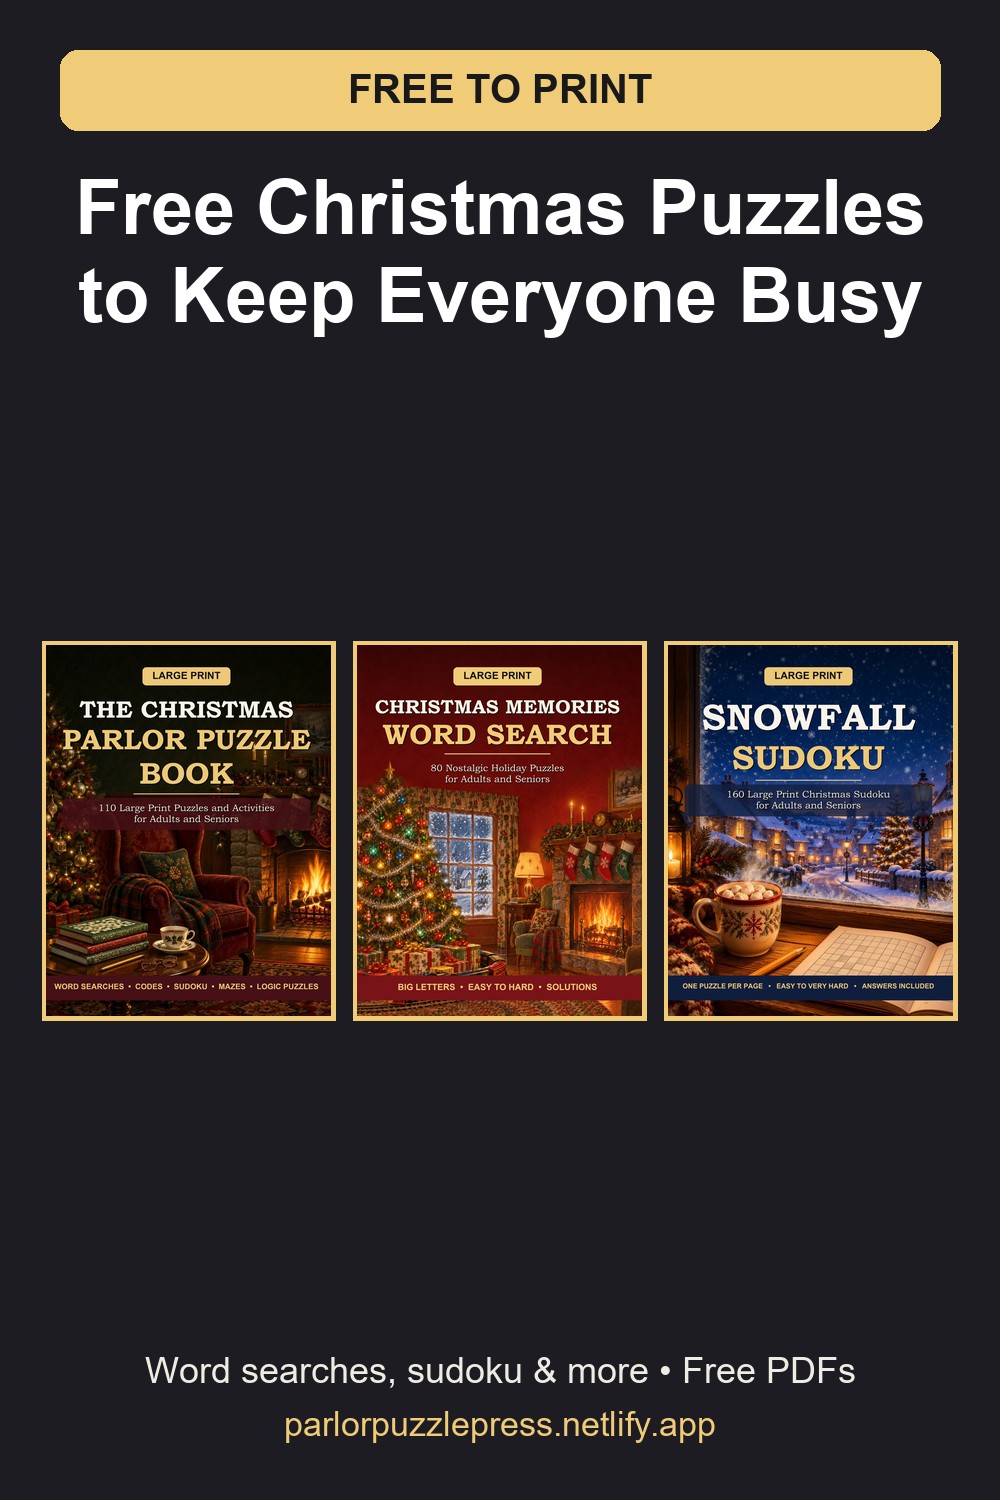 FREE TO PRINT
Free Christmas Puzzles
to Keep Everyone Busy
LARGE PRINT
THE CHRISTMAS
PARLOR PUZZLE
BOOK
110 Large Print Puzzles and Activities
for Adults and Seniors
WORD SEARCHES • CODES • SUDOKU • MAZES • LOGIC PUZZLES
LARGE PRINT
CHRISTMAS MEMORIES
WORD SEARCH
80 Nostalgic Holiday Puzzles
for Adults and Seniors
BIG LETTERS • EASY TO HARD • SOLUTIONS
LARGE PRINT
SNOWFALL
SUDOKU
160 Large Print Christmas Sudoku
for Adults and Seniors
ONE PUZZLE PER PAGE • EASY TO VERY HARD • ANSWERS INCLUDED
Word searches, sudoku & more • Free PDFs
parlorpuzzlepress.netlify.app